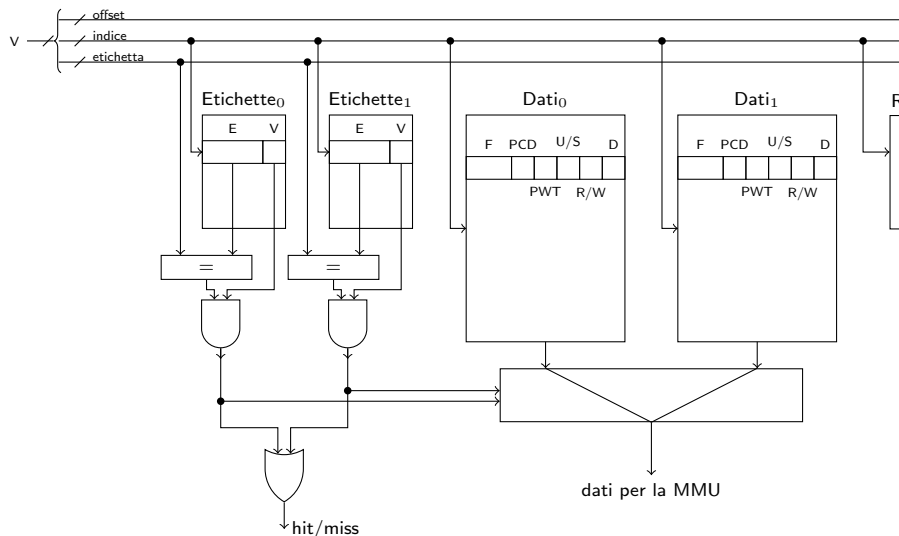 offset
V
indice
etichetta
Etichette₀
Etichette₁
Dati₀
Dati₁
R
E V
E V
F PCD U/S D
PWT R/W
F PCD U/S D
PWT R/W
=
=
dati per la MMU
hit/miss